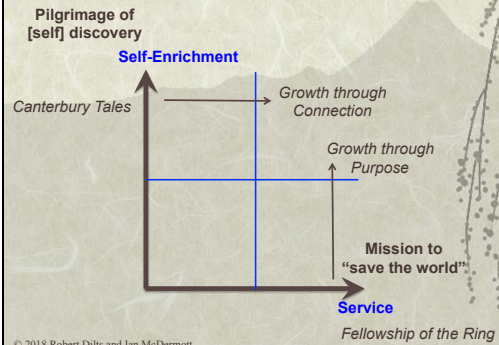 Pilgrimage of
[self] discovery
Self-Enrichment
Canterbury Tales
Growth through
Connection
Growth through
Purpose
Mission to
“save the world”
Service
Fellowship of the Ring
© 2018 Robert Dilts and Ian McDermott